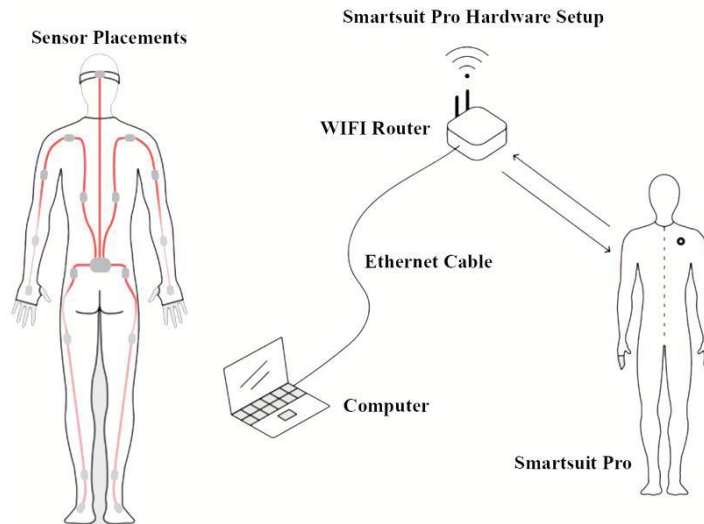 Sensor Placements
Smartsuit Pro Hardware Setup
WIFI Router
Ethernet Cable
Computer
Smartsuit Pro